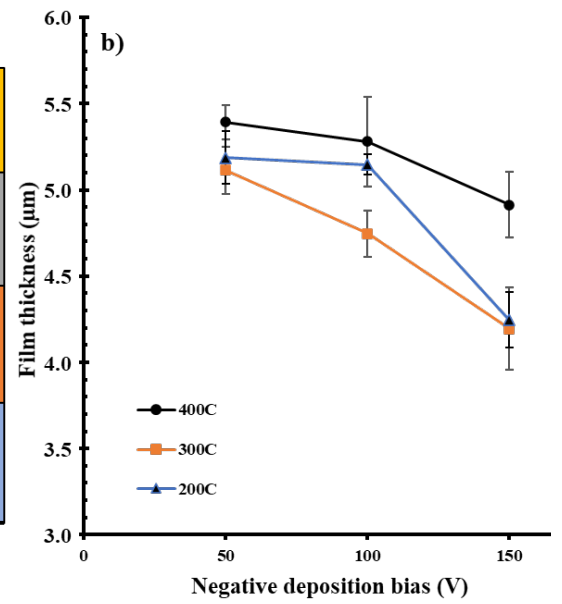 b)
6.0
5.5
5.0
4.5
4.0
3.5
3.0
Film thickness (μm)
400C
300C
200C
0 50 100 150
Negative deposition bias (V)